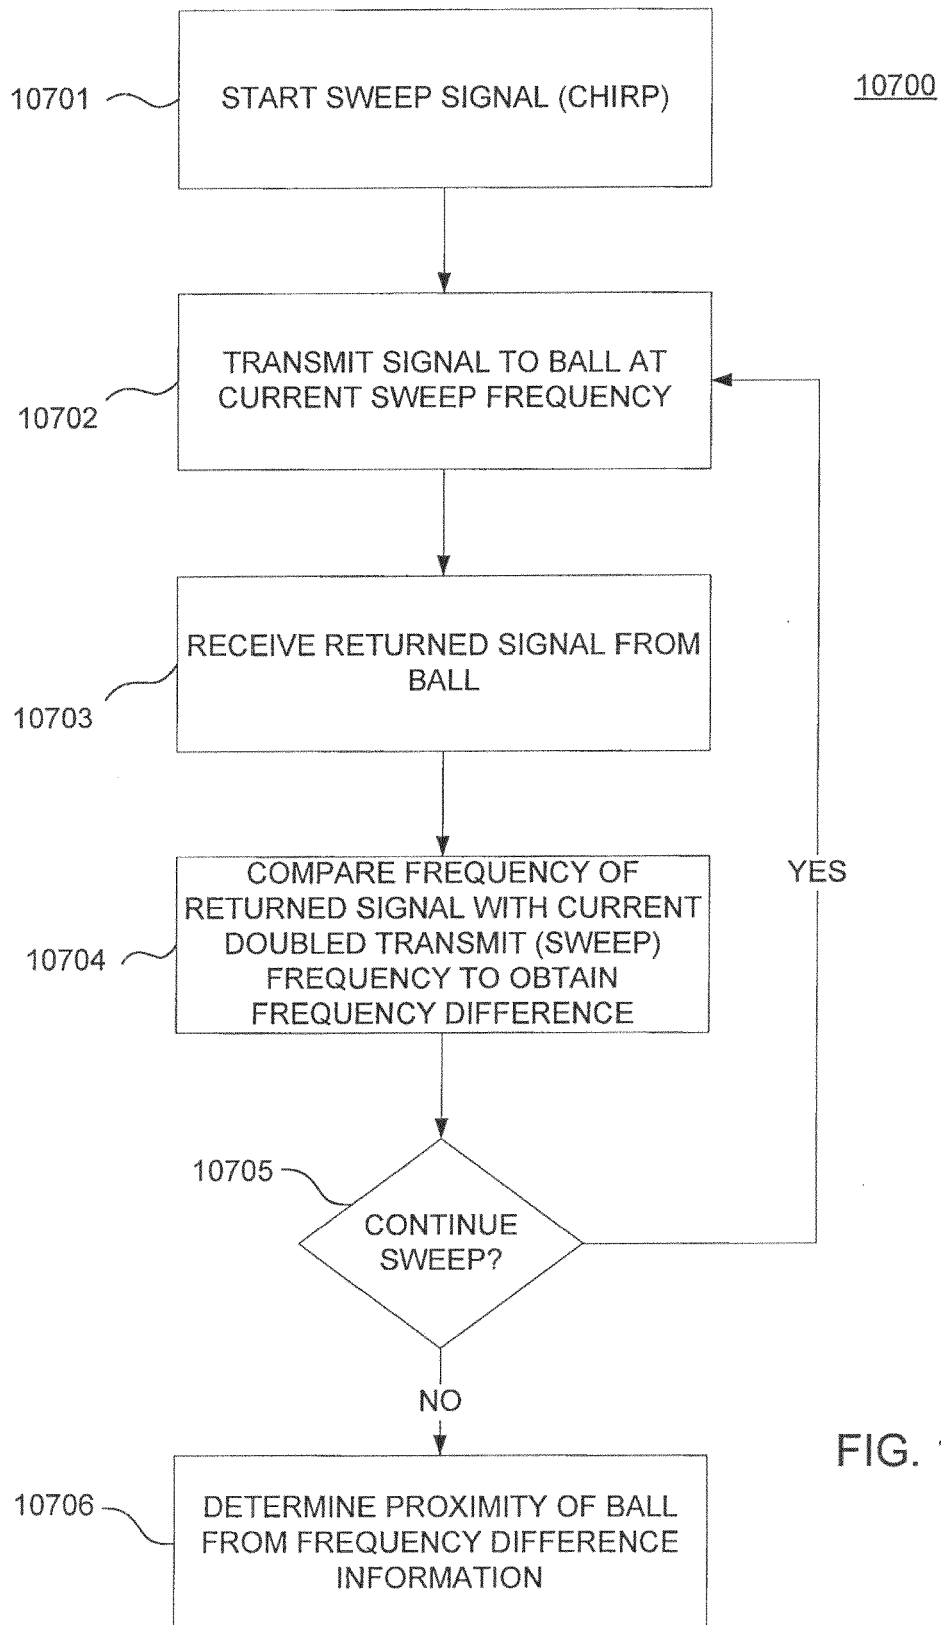 10701
START SWEEP SIGNAL (CHIRP)
10700
10702
TRANSMIT SIGNAL TO BALL AT
CURRENT SWEEP FREQUENCY
10703
RECEIVE RETURNED SIGNAL FROM
BALL
10704
COMPARE FREQUENCY OF
RETURNED SIGNAL WITH CURRENT
DOUBLED TRANSMIT (SWEEP)
FREQUENCY TO OBTAIN
FREQUENCY DIFFERENCE
YES
10705
CONTINUE
SWEEP?
NO
10706
DETERMINE PROXIMITY OF BALL
FROM FREQUENCY DIFFERENCE
INFORMATION
FIG.